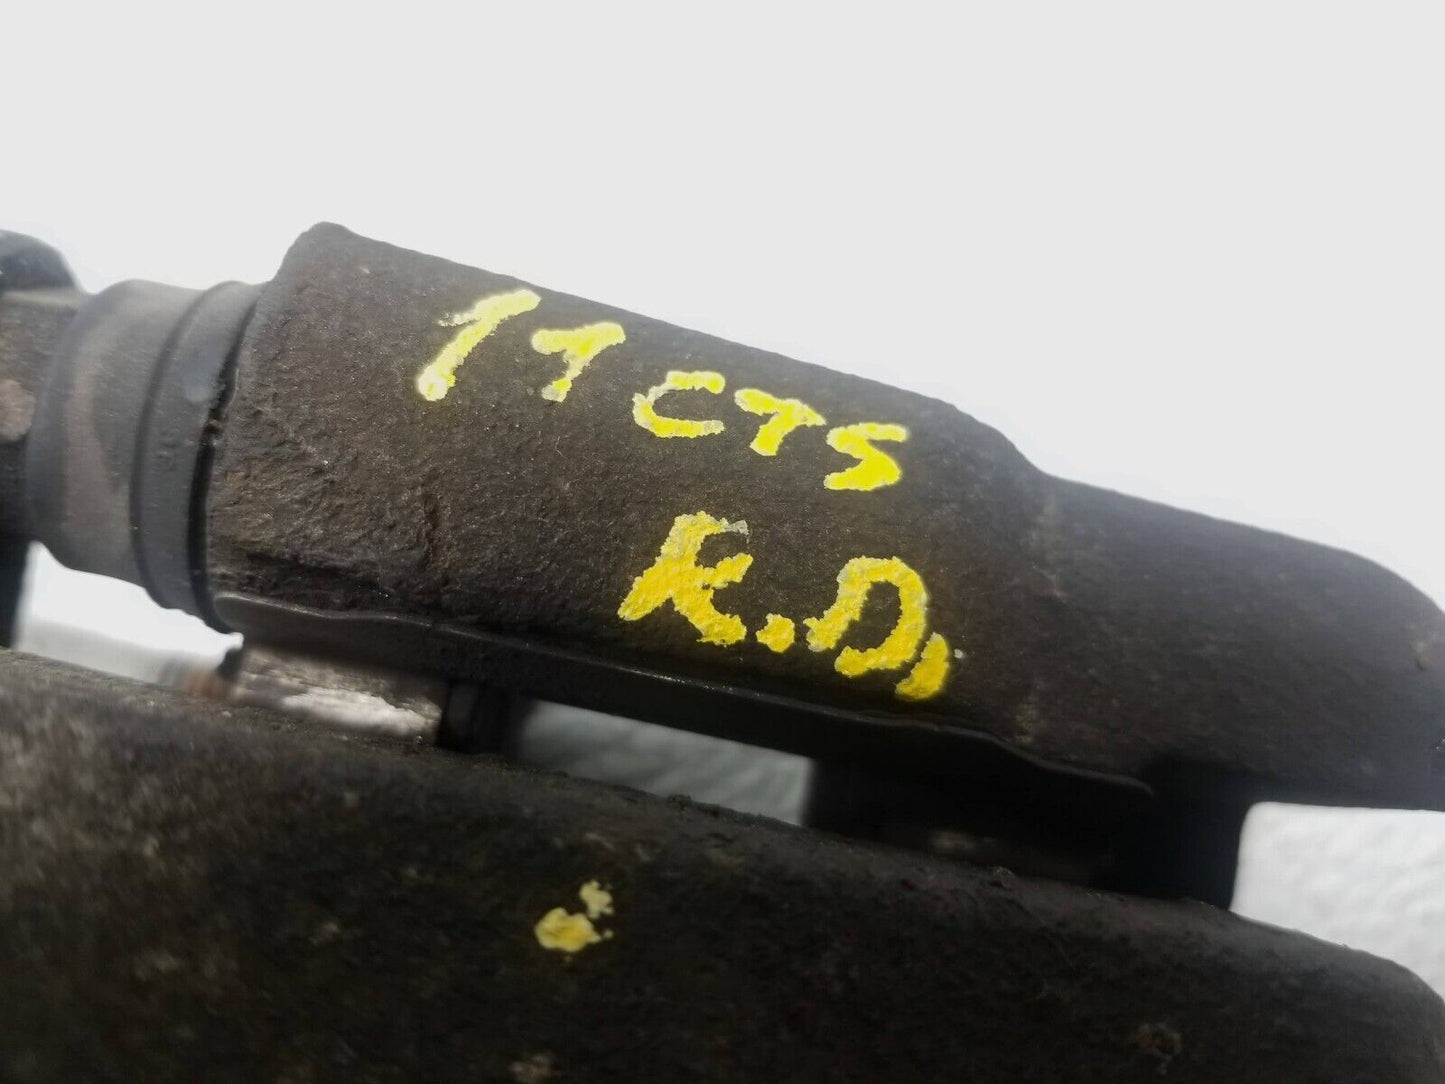 11 CTS
R.D,